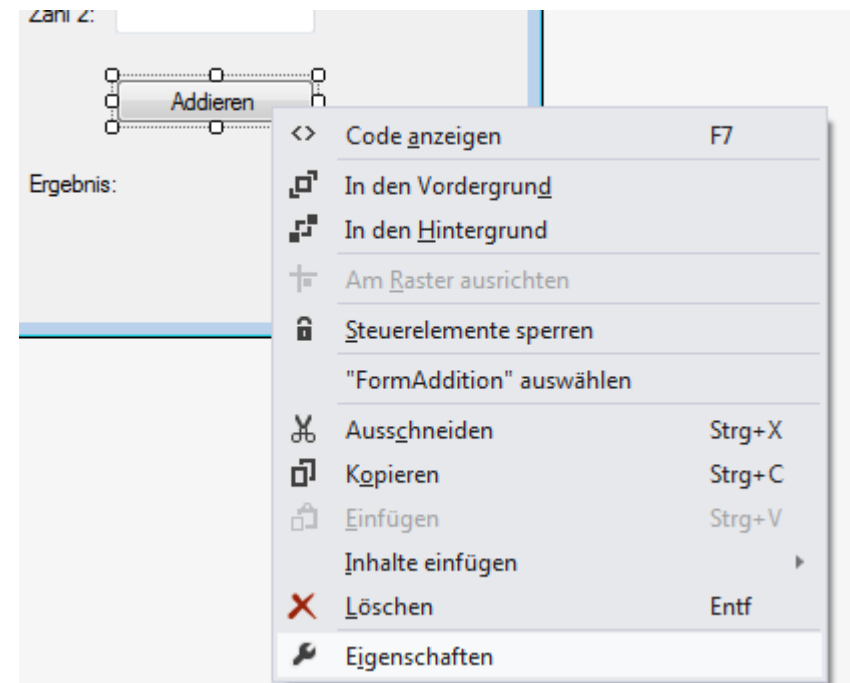 Zahl 2:
Addieren
Ergebnis:
Code anzeigen F7
In den Vordergrund
In den Hintergrund
Am Raster ausrichten
Steuerelemente sperren
"FormAddition" auswählen
Ausschneiden Strg+X
Kopieren Strg+C
Einfügen Strg+V
Inhalte einfügen
Löschen Entf
Eigenschaften